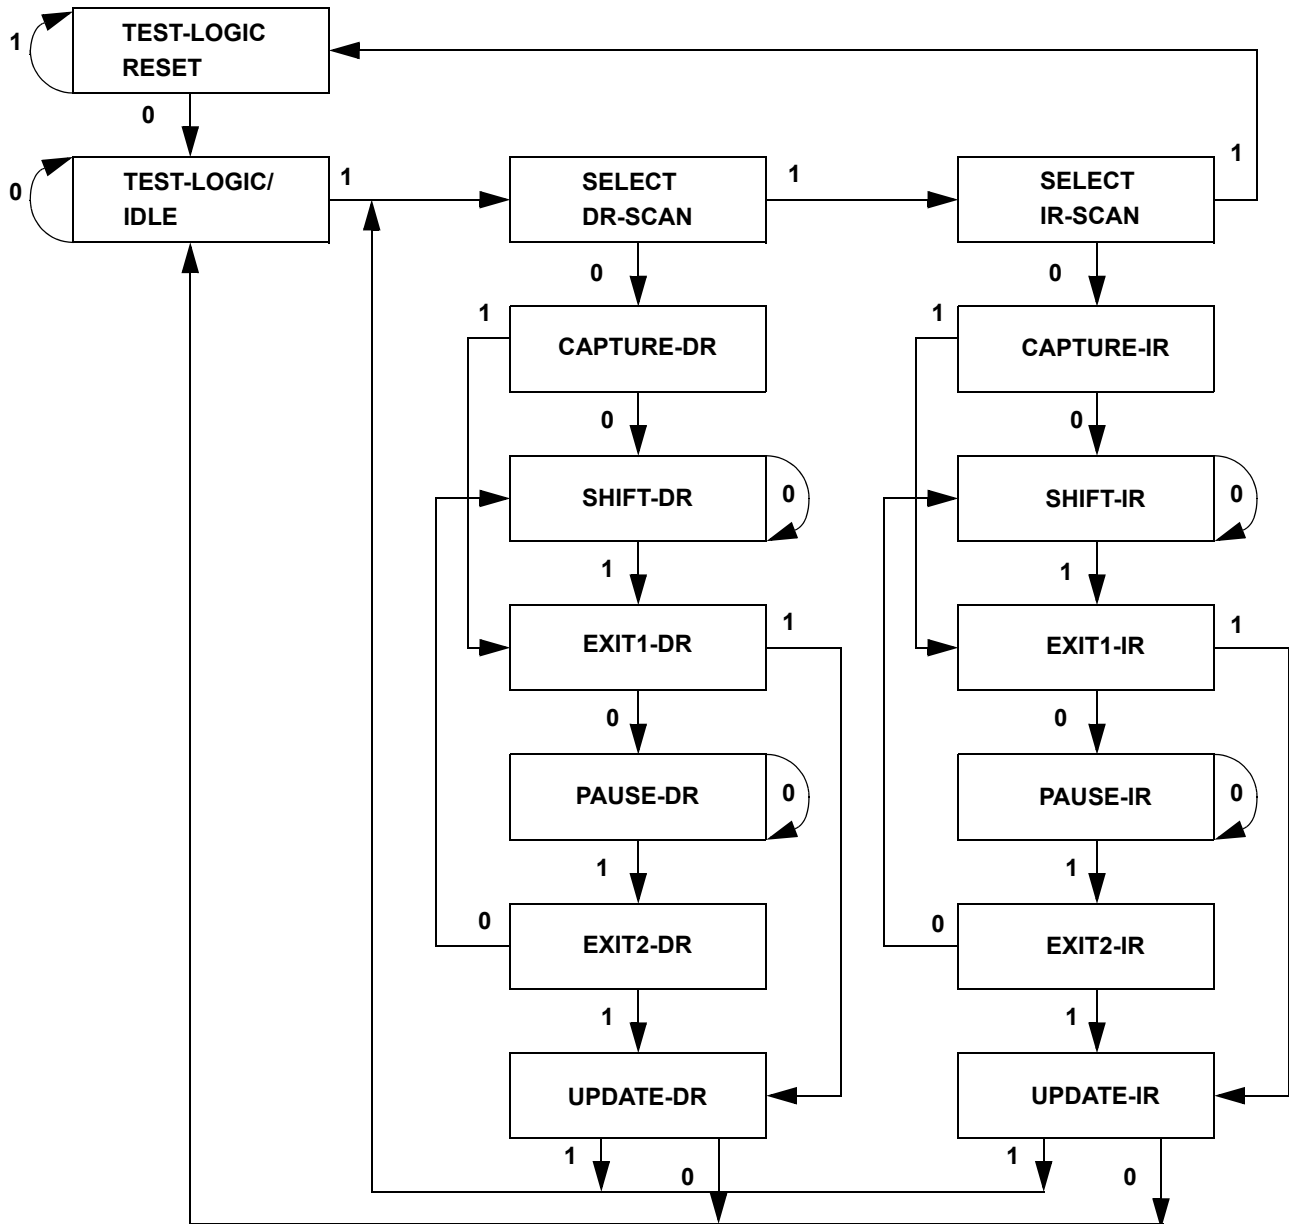 TEST-LOGIC
RESET
1
0
TEST-LOGIC/
IDLE
0
1
SELECT
DR-SCAN
1
SELECT
IR-SCAN
1
0
0
1
CAPTURE-DR
1
CAPTURE-IR
0
0
SHIFT-DR
0
SHIFT-IR
0
1
1
EXIT1-DR
1
EXIT1-IR
1
0
0
PAUSE-DR
0
PAUSE-IR
0
1
1
0
EXIT2-DR
0
EXIT2-IR
1
1
UPDATE-DR
UPDATE-IR
1
0
1
0